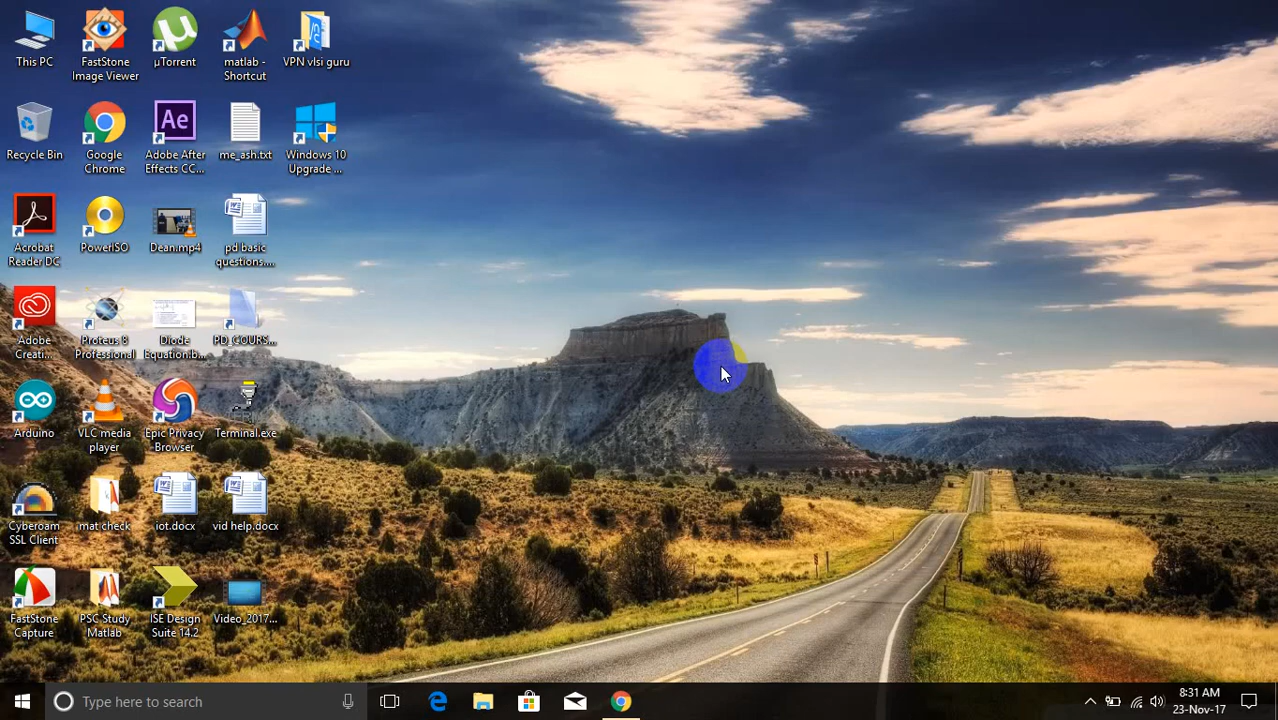 This PC
FastStone
Image Viewer
µTorrent
matlab -
Shortcut
VPN vlsi guru
Recycle Bin
Google
Chrome
Ae
Adobe After
Effects CC...
me_ash.txt
Windows 10
Upgrade ...
Acrobat
Reader DC
PowerISO
Dean.mp4
pd basic
questions....
Adobe
Creati...
Proteus 8
Professional
Diode
Equation.b...
PD_COURS...
Arduino
VLC media
player
Epic Privacy
Browser
Terminal.exe
Cyberoam
SSL Client
mat check
iot.docx
vid help.docx
FastStone
Capture
PSC Study
Matlab
ISE Design
Suite 14.2
Video_2017...
Type here to search
8:31 AM
23-Nov-17